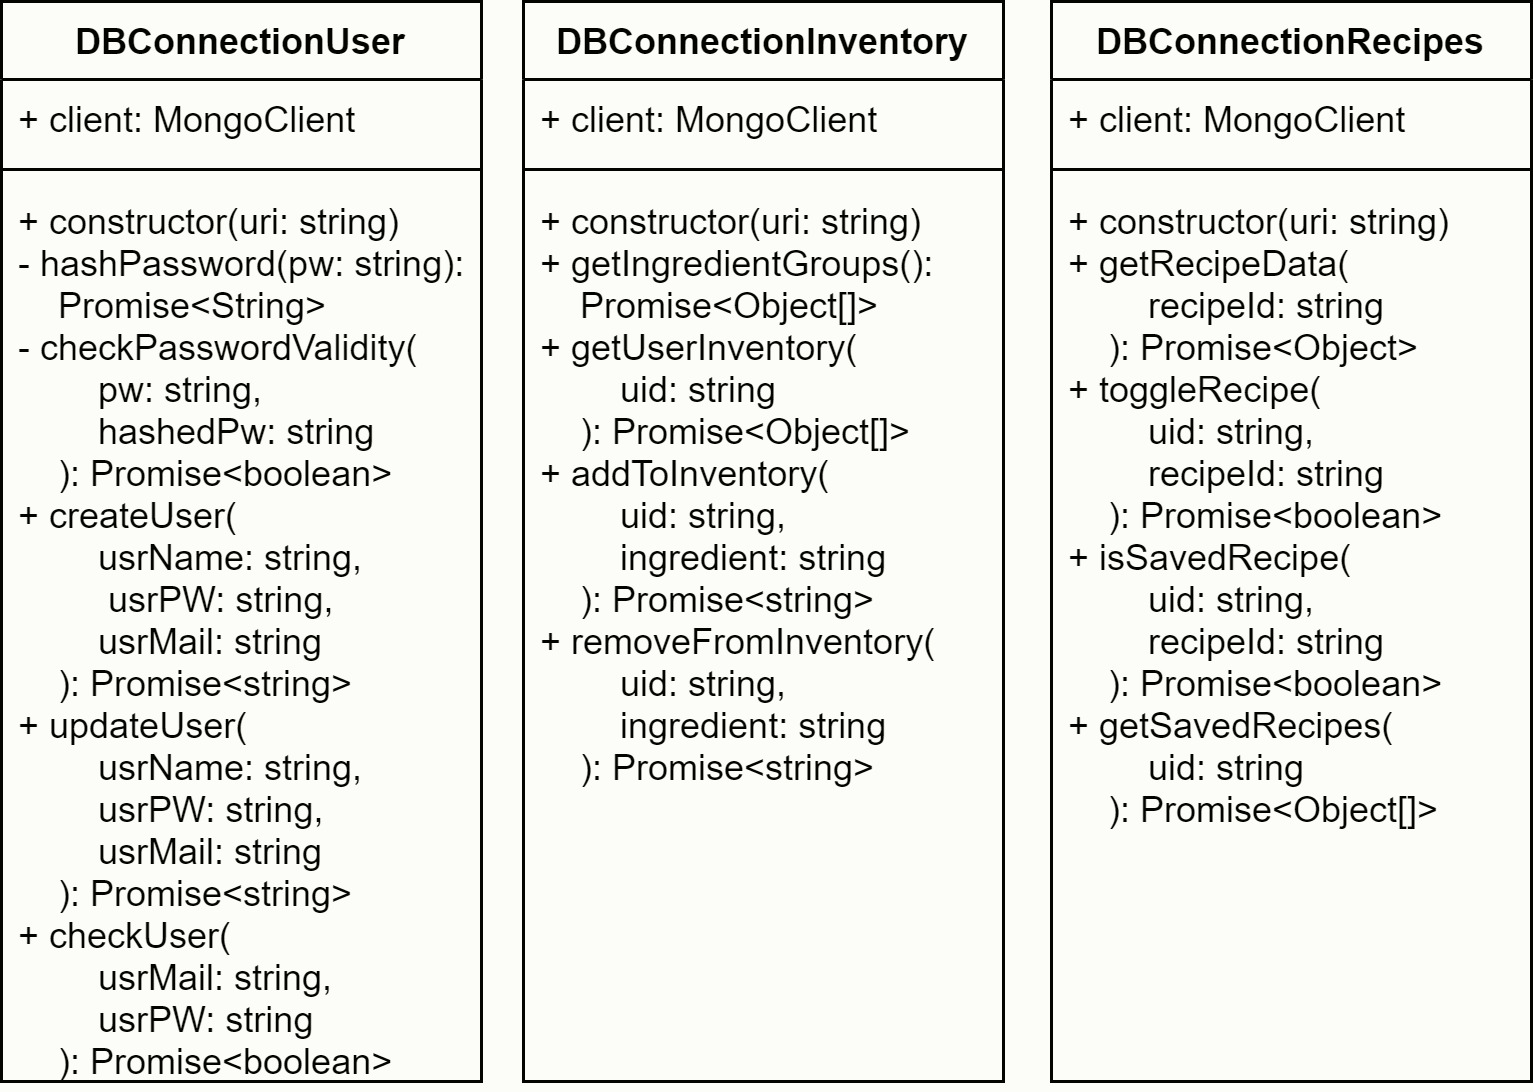 DBConnectionUser
+ client: MongoClient
+ constructor(uri: string)
- hashPassword(pw: string):
Promise<String>
- checkPasswordValidity(
pw: string,
hashedPw: string
): Promise<boolean>
+ createUser(
usrName: string,
usrPW: string,
usrMail: string
): Promise<string>
+ updateUser(
usrName: string,
usrPW: string,
usrMail: string
): Promise<string>
+ checkUser(
usrMail: string,
usrPW: string
): Promise<boolean>
DBConnectionInventory
+ client: MongoClient
+ constructor(uri: string)
+ getIngredientGroups():
Promise<Object[]>
+ getUserInventory(
uid: string
): Promise<Object[]>
+ addToInventory(
uid: string,
ingredient: string
): Promise<string>
+ removeFromInventory(
uid: string,
ingredient: string
): Promise<string>
DBConnectionRecipes
+ client: MongoClient
+ constructor(uri: string)
+ getRecipeData(
recipeId: string
): Promise<Object>
+ toggleRecipe(
uid: string,
recipeId: string
): Promise<boolean>
+ isSavedRecipe(
uid: string,
recipeId: string
): Promise<boolean>
+ getSavedRecipes(
uid: string
): Promise<Object[]>